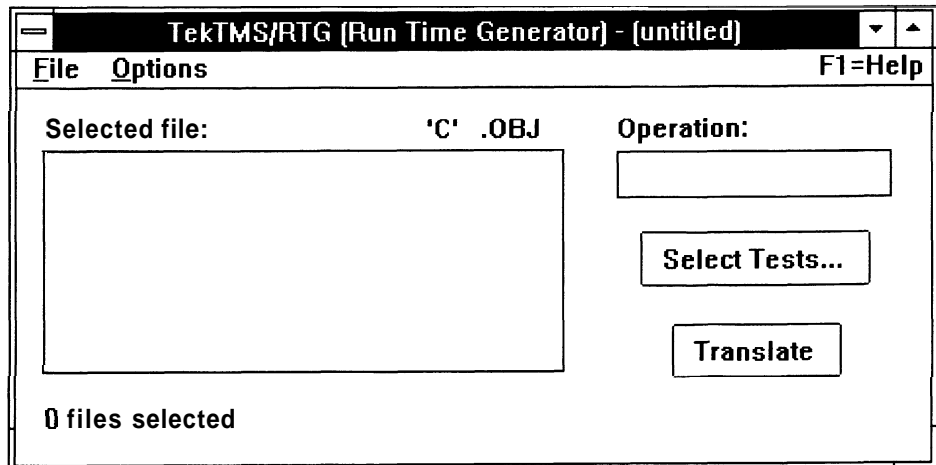 TekTMS/RTG (Run Time Generator) - (untitled)
File Options F1=Help
Selected file: 'C' .OBJ Operation:
Select Tests...
Translate
0 files selected